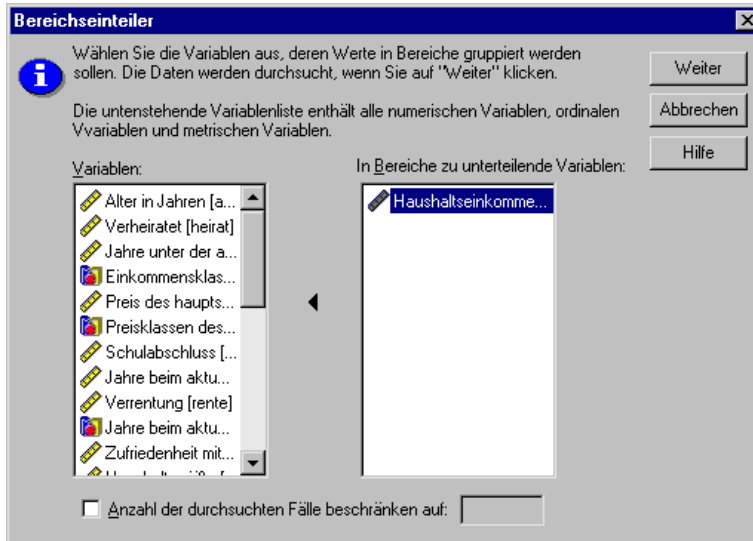 Bereichseinteiler
Wählen Sie die Variablen aus, deren Werte in Bereiche gruppiert werden
sollen. Die Daten werden durchsucht, wenn Sie auf "Weiter" klicken.
Die untenstehende Variablenliste enthält alle numerischen Variablen, ordinalen
Vvariablen und metrischen Variablen.
Weiter
Abbrechen
Hilfe
Variablen:
Alter in Jahren [a...
Verheiratet [heirat]
Jahre unter der a...
Einkommensklas...
Preis des haupts...
Preisklassen des...
Schulabschluss [...
Jahre beim aktu...
Verrentung [rente]
Jahre beim aktu...
Zufriedenheit mit...
In Bereiche zu unterteilende Variablen:
Haushaltseinkomme...
Anzahl der durchsuchten Fälle beschränken auf: